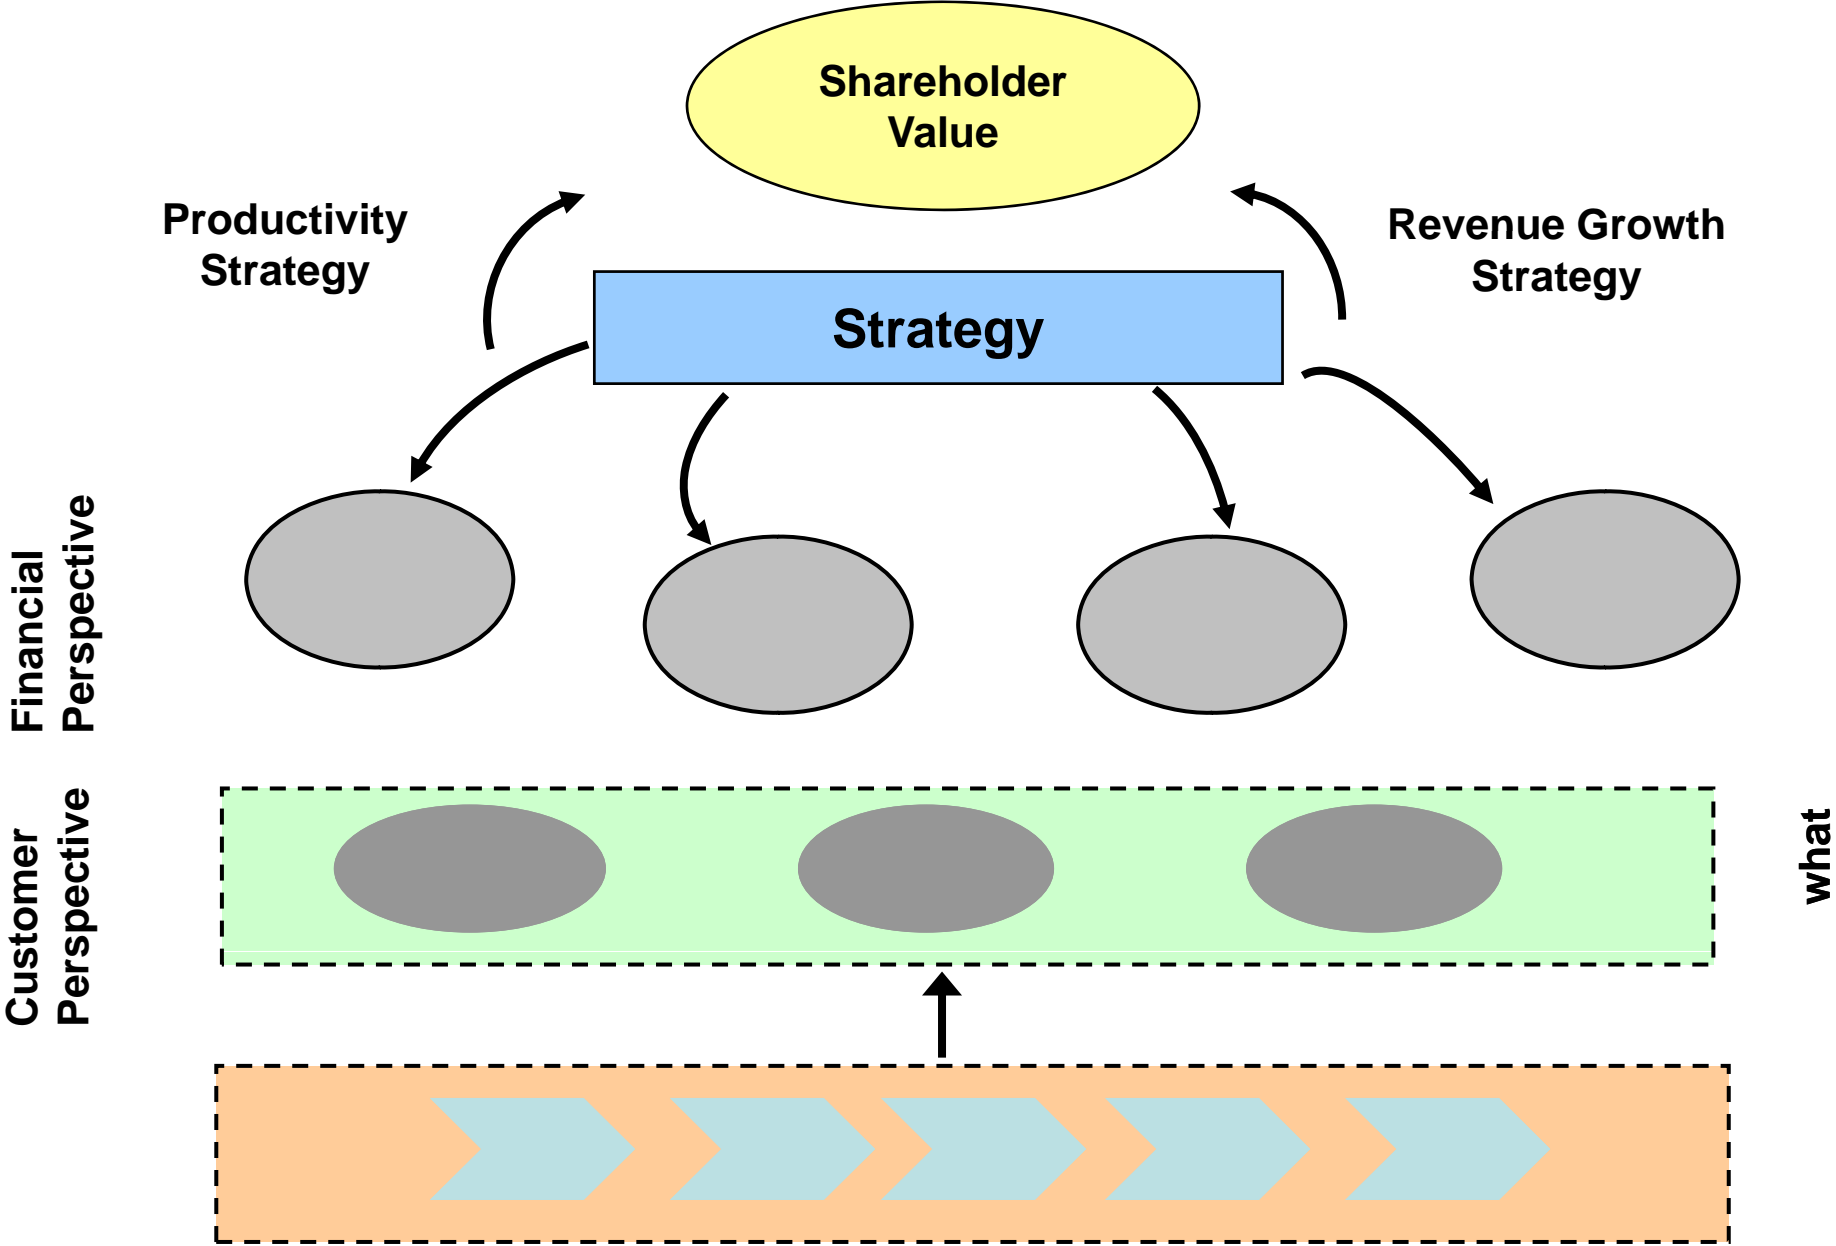 Shareholder
Value
Productivity
Strategy
Revenue Growth
Strategy
Strategy
Financial
Perspective
Customer
Perspective
what